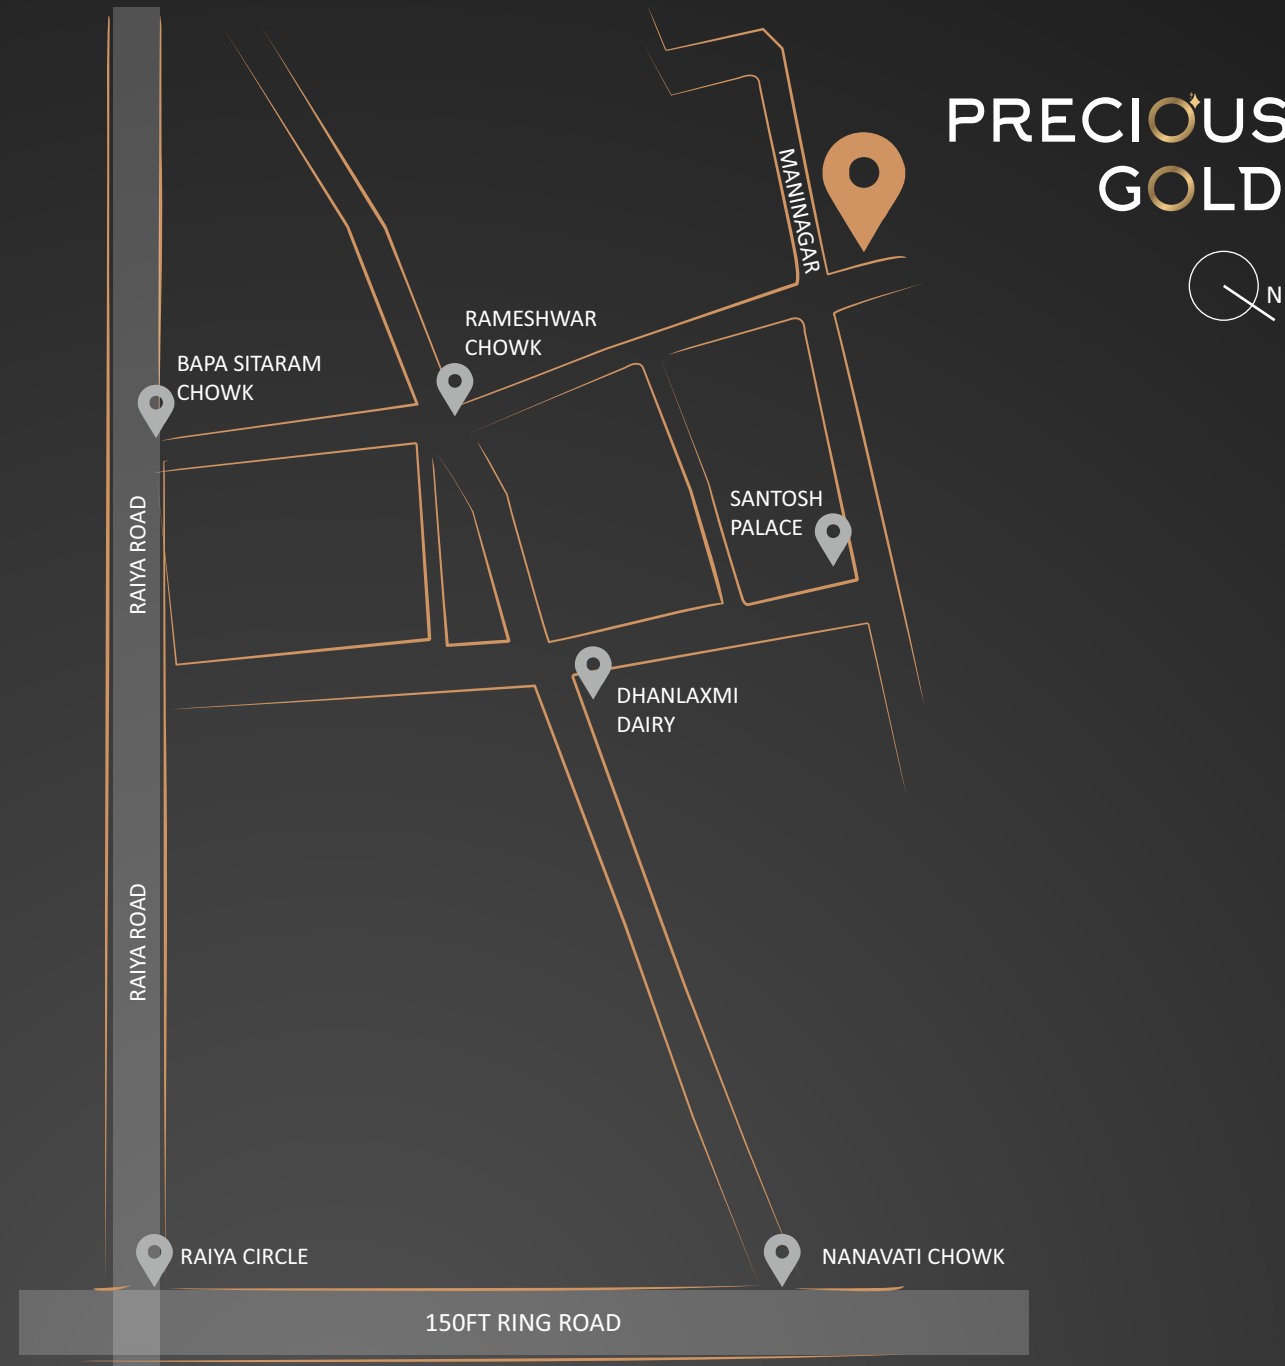 PRECIOUS
GOLD
N
MANINAGAR
RAMESHWAR
CHOWK
BAPA SITARAM
CHOWK
SANTOSH
PALACE
RAIYA ROAD
DHANLAXMI
DAIRY
RAIYA ROAD
RAIYA CIRCLE
NANAVATI CHOWK
150FT RING ROAD